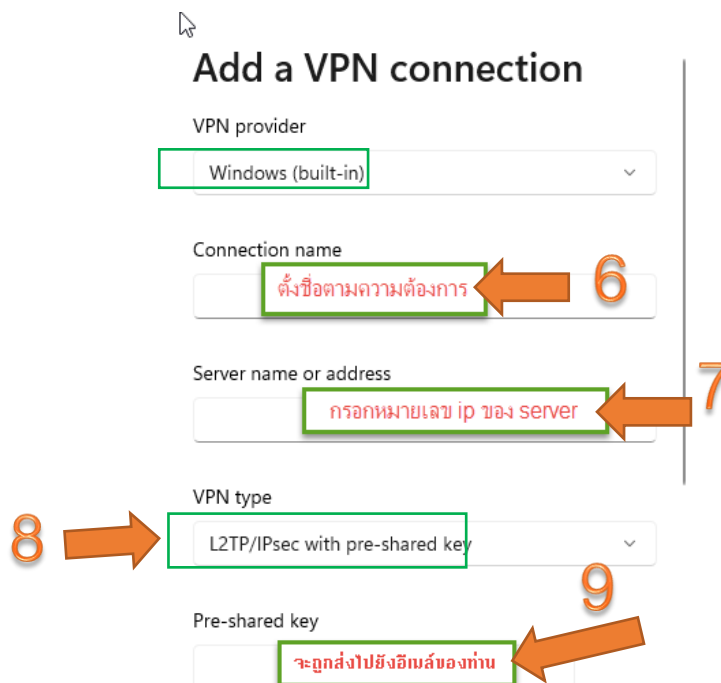 Add a VPN connection
VPN provider
Windows (built-in)
Connection name
ตั้งชื่อตามความต้องการ
6
Server name or address
7
กรอกหมายเลข ip ของ server
VPN type
8
L2TP/IPsec with pre-shared key
9
Pre-shared key
จะถูกส่งไปยังอีเมล์ของท่าน